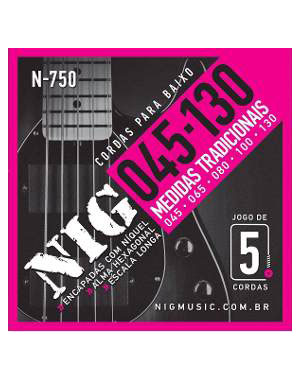 N-750
CORDAS PARA BAIXO
045•130
MEDIDAS TRADICIONAIS
045 • 065 • 080 • 100 • 130
NIG
ENCAPADAS COM NÍQUEL
ALMA HEXAGONAL
ESCALA LONGA
JOGO DE
5
CORDAS
NIGMUSIC.COM.BR